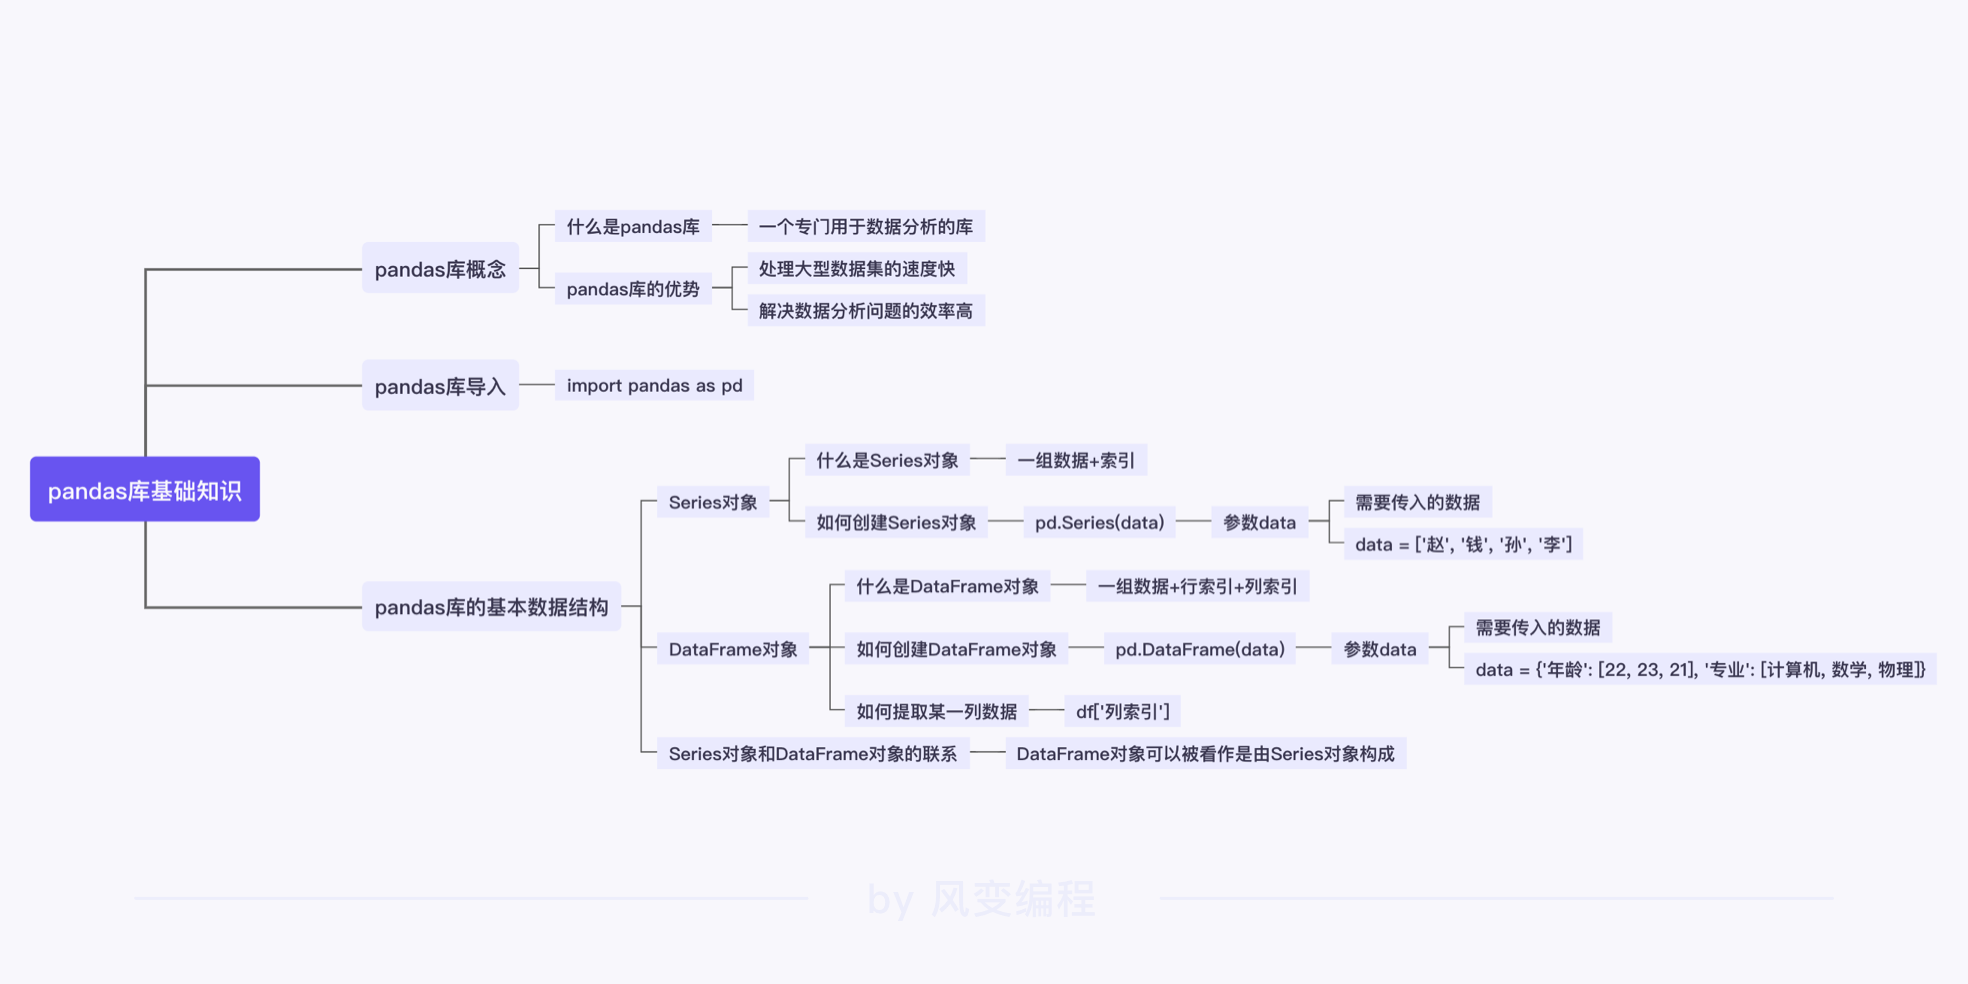 pandas库基础知识
pandas库概念
什么是pandas库
一个专门用于数据分析的库
pandas库的优势
处理大型数据集的速度快
解决数据分析问题的效率高
pandas库导入
import pandas as pd
pandas库的基本数据结构
Series对象
什么是Series对象
一组数据+索引
如何创建Series对象
pd.Series(data)
参数data
需要传入的数据
data = ['赵', '钱', '孙', '李']
DataFrame对象
什么是DataFrame对象
一组数据+行索引+列索引
如何创建DataFrame对象
pd.DataFrame(data)
参数data
需要传入的数据
data = {'年龄': [22, 23, 21], '专业': [计算机, 数学, 物理]}
如何提取某一列数据
df['列索引']
Series对象和DataFrame对象的联系
DataFrame对象可以被看作是由Series对象构成
by 风变编程